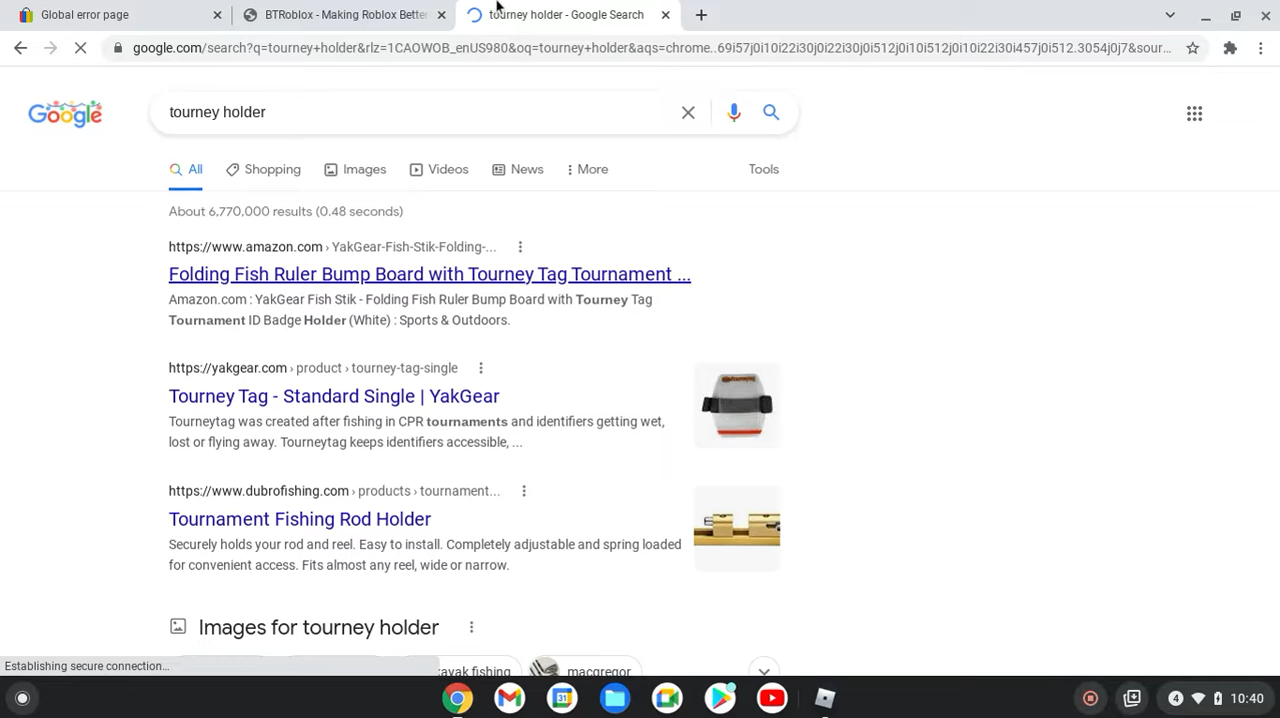 Global error page
BTRoblox - Making Roblox Bette
tourney holder - Google Search
google.com/search?q=tourney+holder&rlz=1CAOWOB_enUS980&oq=tourney+holder&aqs=chrome..69i57j0i10i22i30j0i22i30j0i512j0i10i512j0i10i22i30i457j0i512.3054j0j7&sour...
Google
tourney holder
All
Shopping
Images
Videos
News
More
Tools
About 6,770,000 results (0.48 seconds)
https://www.amazon.com › YakGear-Fish-Stik-Folding-...
Folding Fish Ruler Bump Board with Tourney Tag Tournament ...
Amazon.com : YakGear Fish Stik - Folding Fish Ruler Bump Board with Tourney Tag
Tournament ID Badge Holder (White) : Sports & Outdoors.
https://yakgear.com › product › tourney-tag-single
Tourney Tag - Standard Single | YakGear
Tourneytag was created after fishing in CPR tournaments and identifiers getting wet,
lost or flying away. Tourneytag keeps identifiers accessible, ...
https://www.dubrofishing.com › products › tournament...
Tournament Fishing Rod Holder
Securely holds your rod and reel. Easy to install. Completely adjustable and spring loaded
for convenient access. Fits almost any reel, wide or narrow.
Images for tourney holder
Establishing secure connection...
kayak fishing
macgregor
31
4
10:40